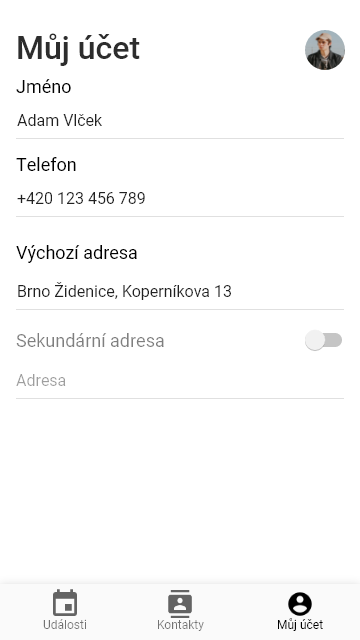 Můj účet
Jméno
Adam Vlček
Telefon
+420 123 456 789
Výchozí adresa
Brno Židenice, Koperníkova 13
Sekundární adresa
Adresa
Události
Kontakty
Můj účet